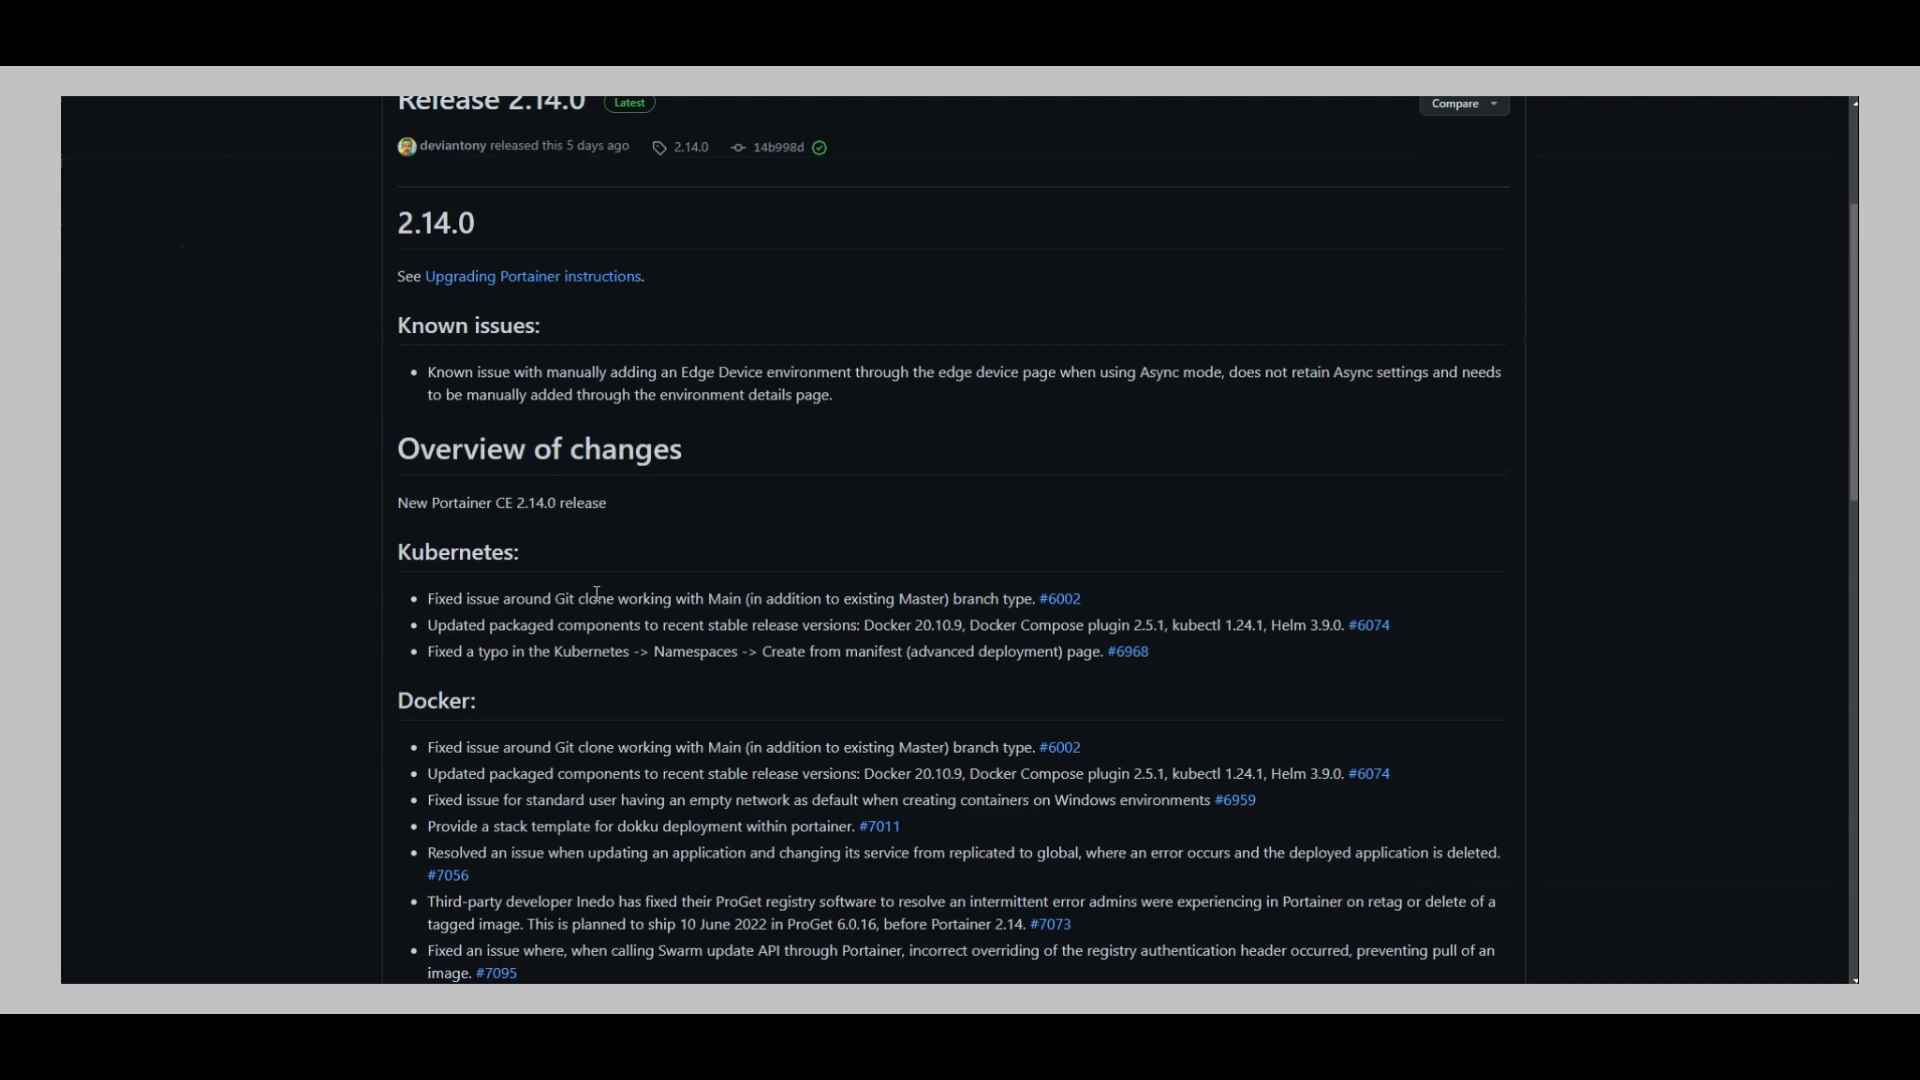 Release 2.14.0 Latest
Compare
deviantony released this 5 days ago 2.14.0 14b998d
2.14.0
See Upgrading Portainer instructions.
Known issues:
• Known issue with manually adding an Edge Device environment through the edge device page when using Async mode, does not retain Async settings and needs
to be manually added through the environment details page.
Overview of changes
New Portainer CE 2.14.0 release
Kubernetes:
• Fixed issue around Git clone working with Main (in addition to existing Master) branch type. #6002
• Updated packaged components to recent stable release versions: Docker 20.10.9, Docker Compose plugin 2.5.1, kubectl 1.24.1, Helm 3.9.0. #6074
• Fixed a typo in the Kubernetes -> Namespaces -> Create from manifest (advanced deployment) page. #6968
Docker:
• Fixed issue around Git clone working with Main (in addition to existing Master) branch type. #6002
• Updated packaged components to recent stable release versions: Docker 20.10.9, Docker Compose plugin 2.5.1, kubectl 1.24.1, Helm 3.9.0. #6074
• Fixed issue for standard user having an empty network as default when creating containers on Windows environments #6959
• Provide a stack template for dokku deployment within portainer. #7011
• Resolved an issue when updating an application and changing its service from replicated to global, where an error occurs and the deployed application is deleted.
#7056
• Third-party developer Inedo has fixed their ProGet registry software to resolve an intermittent error admins were experiencing in Portainer on retag or delete of a
tagged image. This is planned to ship 10 June 2022 in ProGet 6.0.16, before Portainer 2.14. #7073
• Fixed an issue where, when calling Swarm update API through Portainer, incorrect overriding of the registry authentication header occurred, preventing pull of an
image. #7095